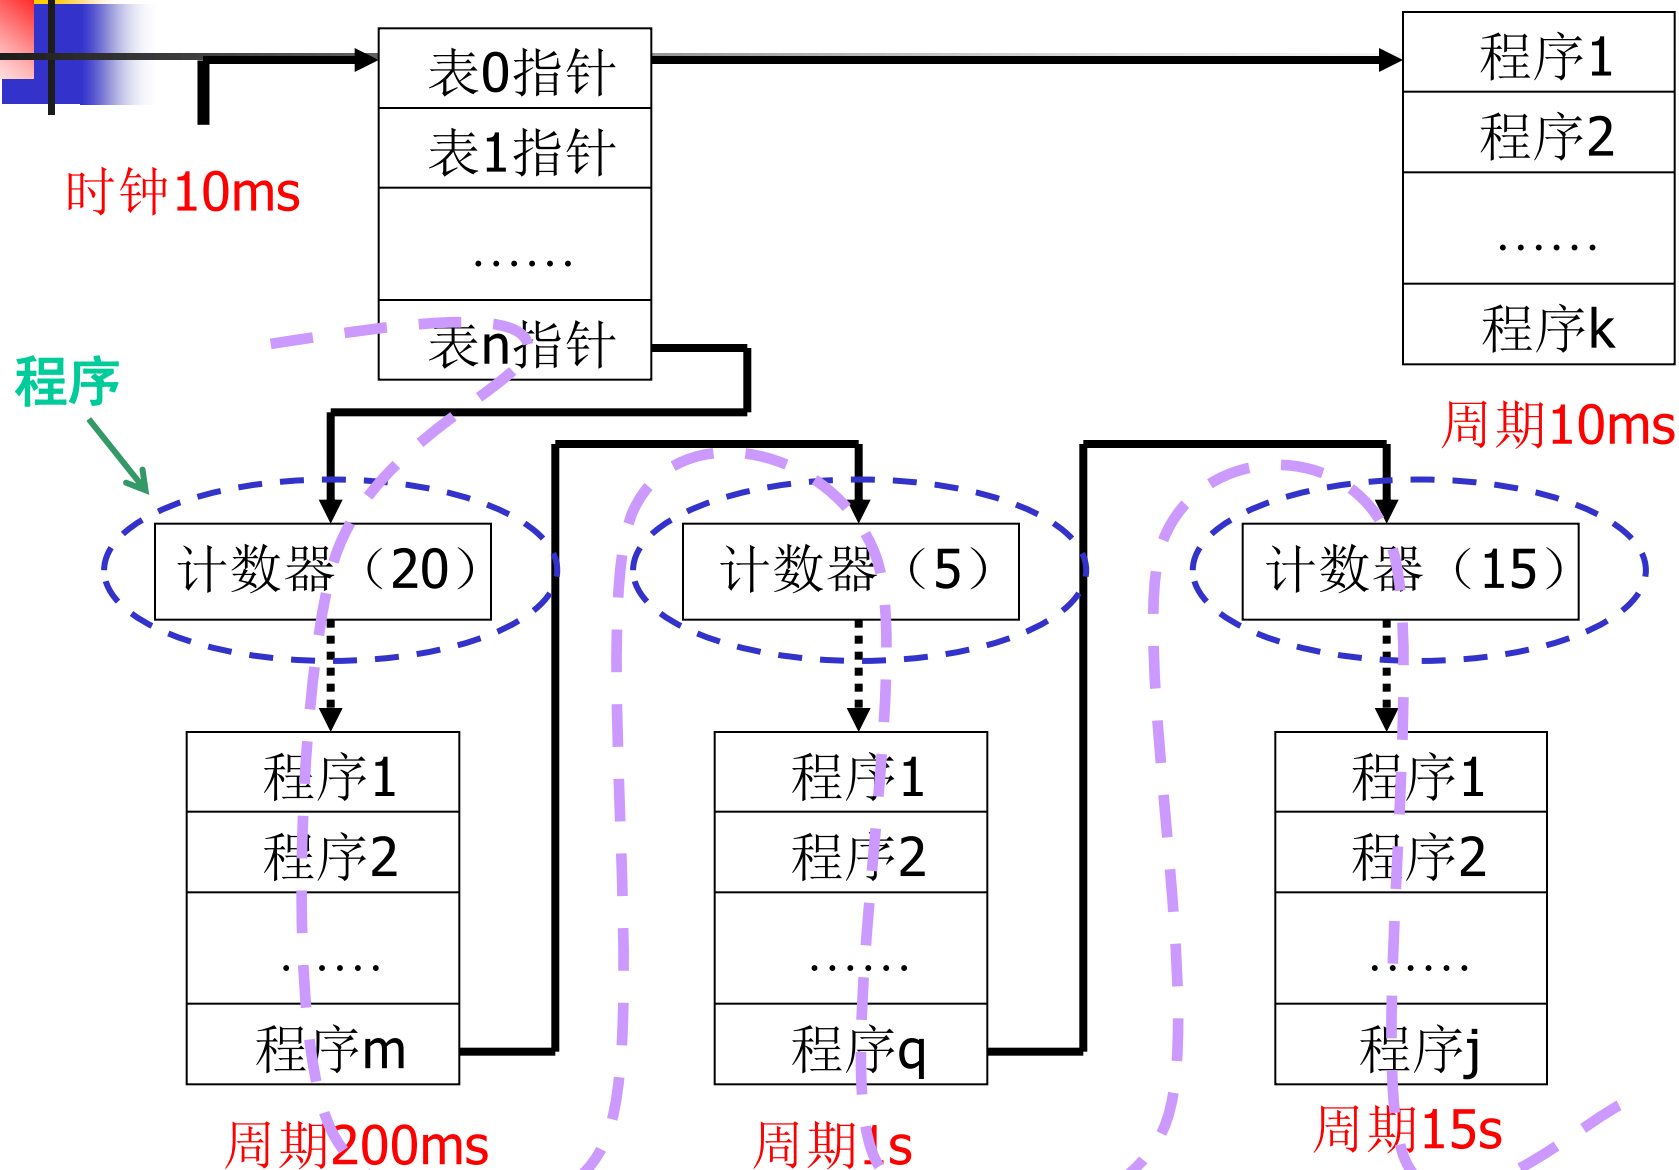 表0指针
表1指针
……
表n指针
时钟10ms
程序1
程序2
……
程序k
周期10ms
程序
计数器（20）
计数器（5）
计数器（15）
程序1
程序2
……
程序m
周期200ms
程序1
程序2
……
程序q
周期1s
程序1
程序2
……
程序j
周期15s